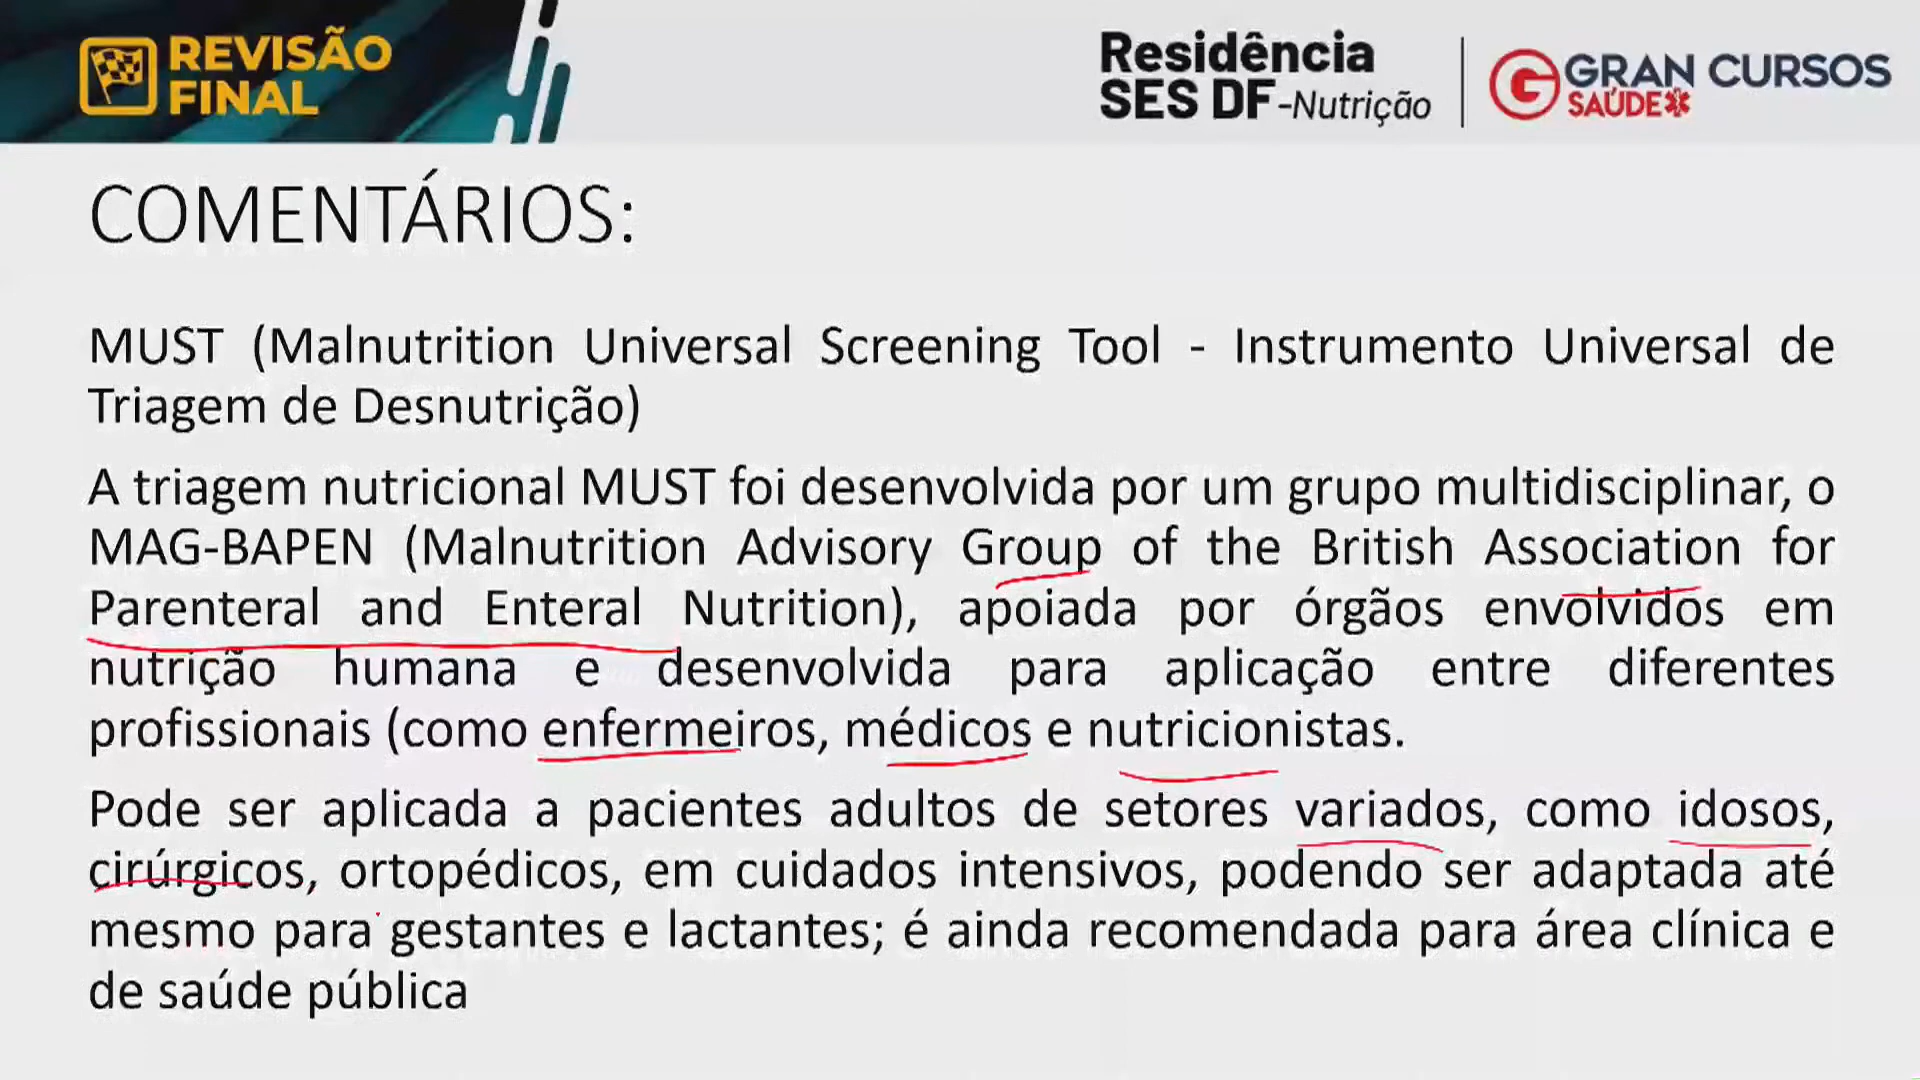 REVISÃO
FINAL
Residência
SES DF-Nutrição
GRAN CURSOS
SAÚDE
COMENTÁRIOS:
MUST (Malnutrition Universal Screening Tool - Instrumento Universal de
Triagem de Desnutrição)
A triagem nutricional MUST foi desenvolvida por um grupo multidisciplinar, o
MAG-BAPEN (Malnutrition Advisory Group of the British Association for
Parenteral and Enteral Nutrition), apoiada por órgãos envolvidos em
nutrição humana e desenvolvida para aplicação entre diferentes
profissionais (como enfermeiros, médicos e nutricionistas.
Pode ser aplicada a pacientes adultos de setores variados, como idosos,
cirúrgicos, ortopédicos, em cuidados intensivos, podendo ser adaptada até
mesmo para gestantes e lactantes; é ainda recomendada para área clínica e
de saúde pública